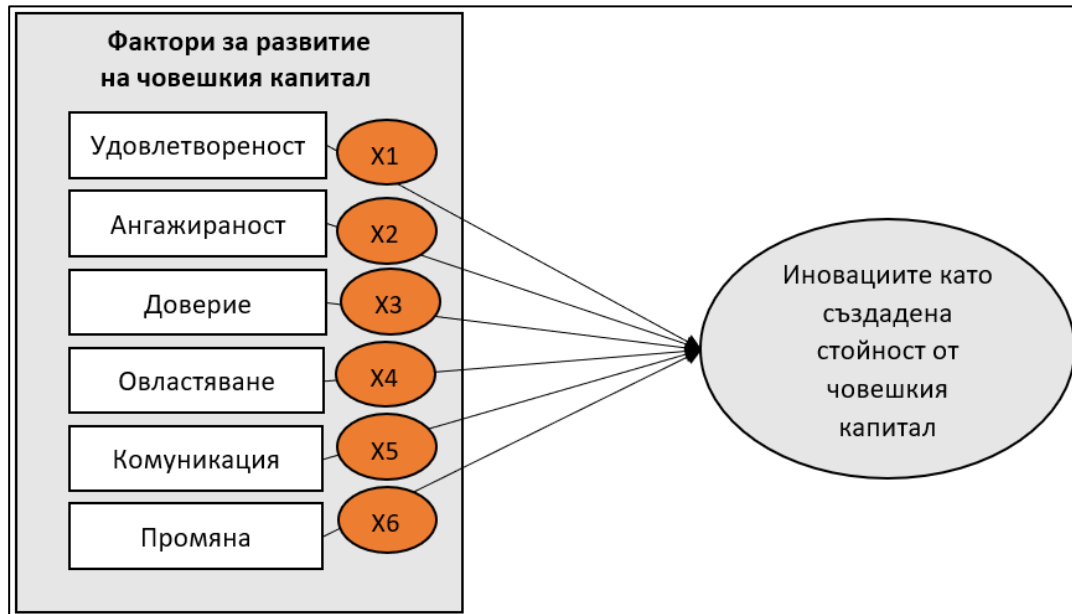 Фактори за развитие
на човешкия капитал
Удовлетвореност
X1
Ангажираност
X2
Доверие
X3
Овластяване
X4
Комуникация
X5
Промяна
X6
Иновациите като
създадена
стойност от
човешкия
капитал